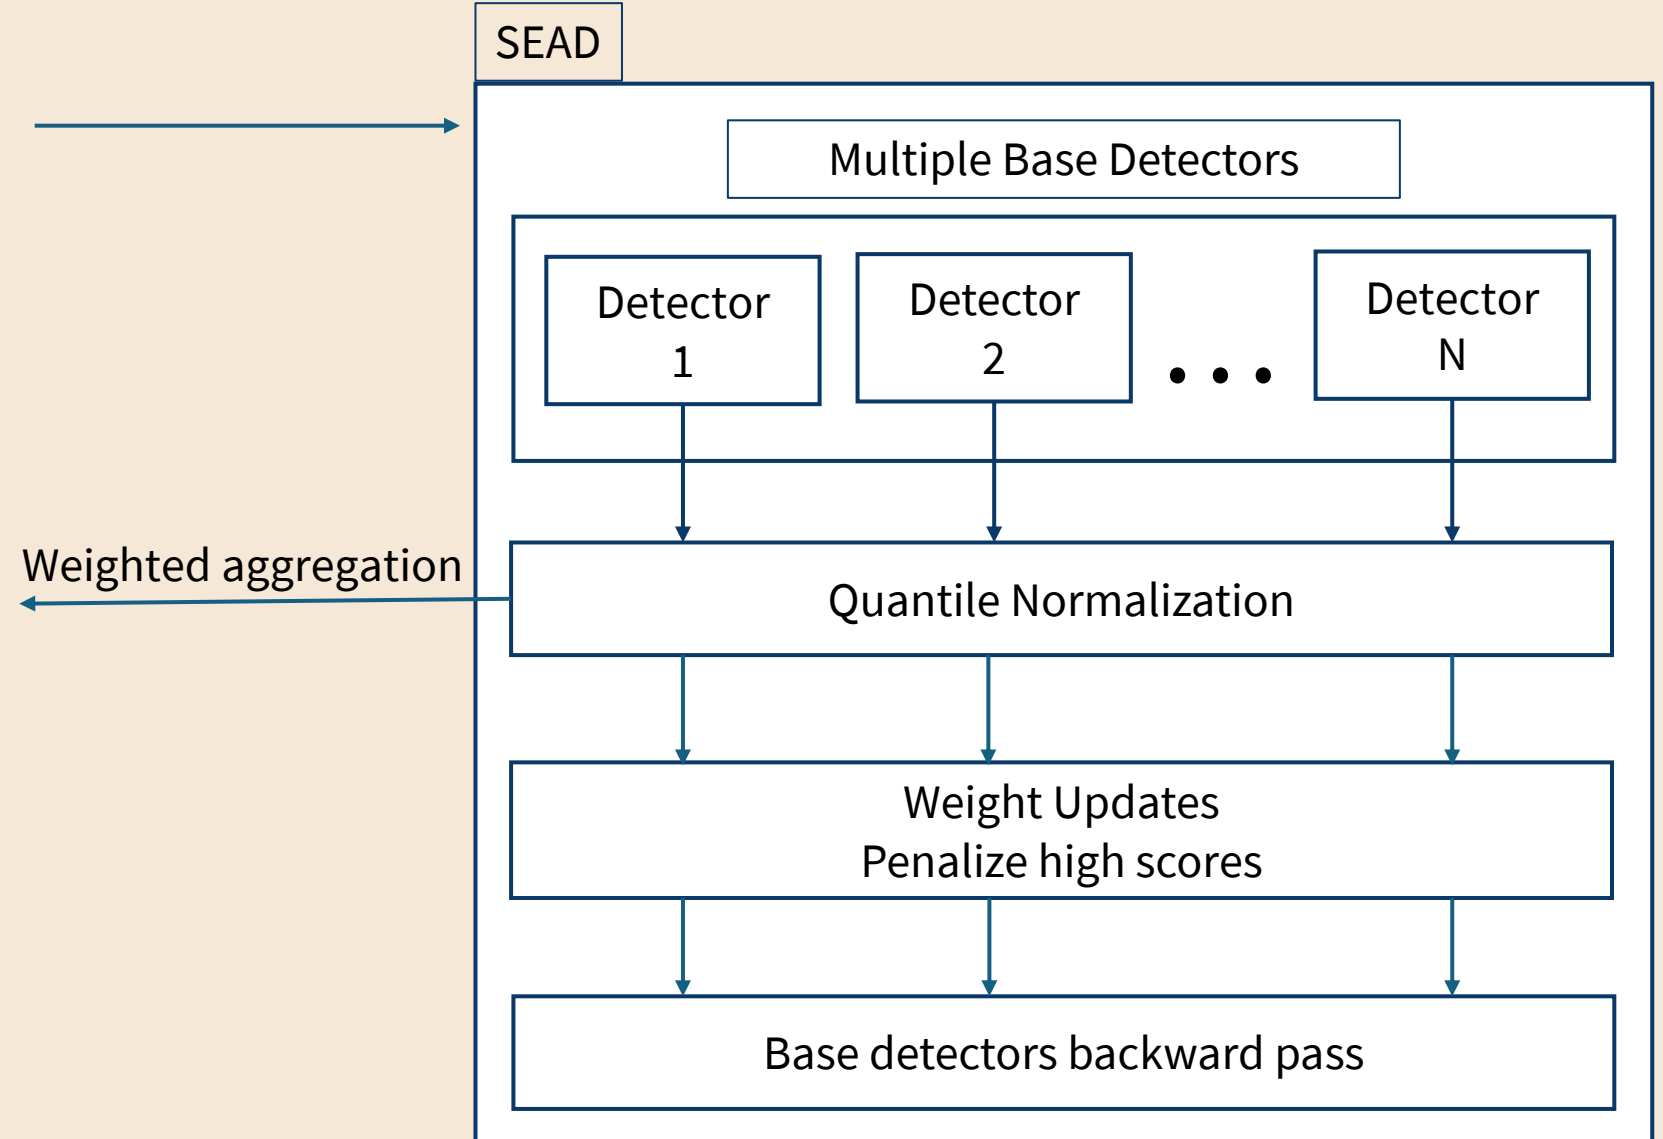 SEAD
Multiple Base Detectors
Detector
1
Detector
2
Detector
N
Weighted aggregation
Quantile Normalization
Weight Updates
Penalize high scores
Base detectors backward pass